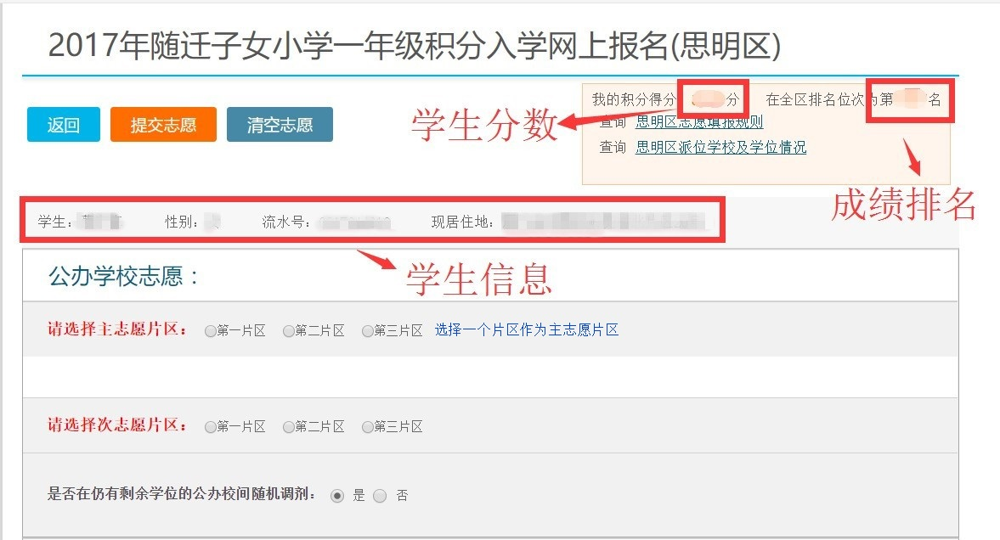 2017年随迁子女小学一年级积分入学网上报名(思明区)
返回 提交志愿 清空志愿
我的积分得分 分 在全区排名位次为第 名
查询 思明区志愿填报规则
查询 思明区派位学校及学位情况
学生分数
成绩排名
学生: 性别: 流水号: 现居住地:
学生信息
公办学校志愿：
请选择主志愿片区： 第一片区 第二片区 第三片区 选择一个片区作为主志愿片区
请选择次志愿片区： 第一片区 第二片区 第三片区
是否在仍有剩余学位的公办校间随机调剂： 是 否